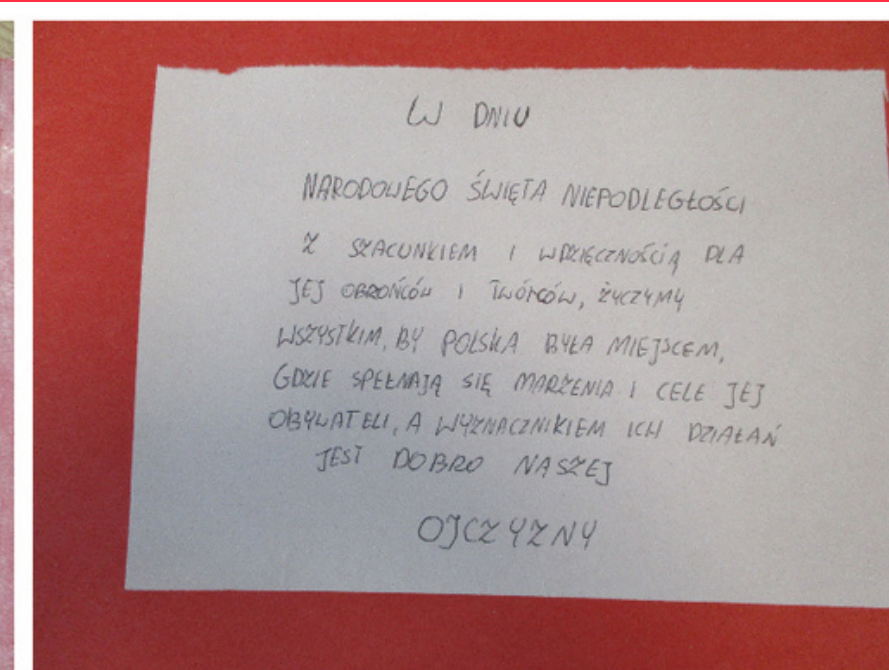 W DNIU
NARODOWEGO ŚWIĘTA NIEPODLEGŁOŚCI
Z SZACUNKIEM I WDZIĘCZNOŚCIĄ DLA
JEJ OBROŃCÓW I TWÓRCÓW, ŻYCZYMY
WSZYSTKIM, BY POLSKA BYŁA MIEJSCEM,
GDZIE SPEŁNAJĄ SIĘ MARZENIA I CELE JEJ
OBYWATELI, A WYZNACZNIKIEM ICH DZIAŁAŃ
JEST DOBRO NASZEJ
OJCZYZNY